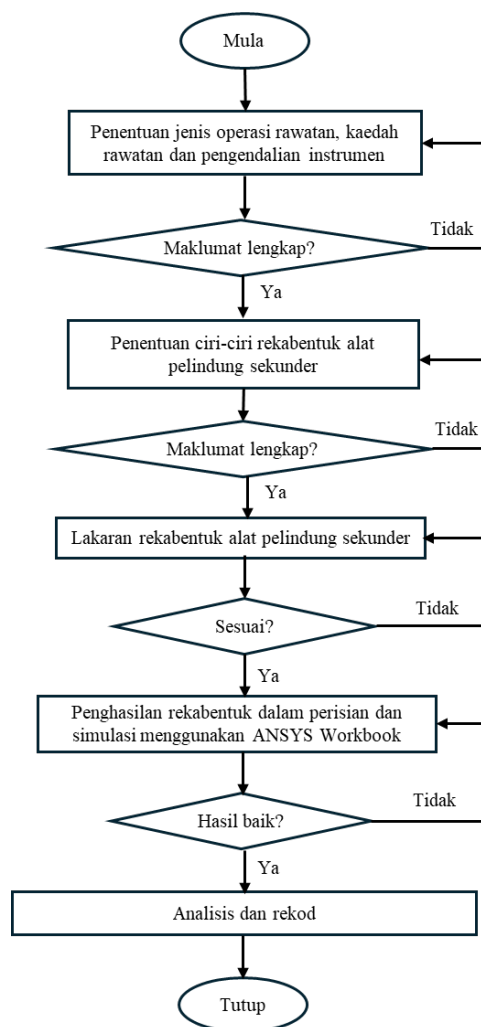 Mula
Penentuan jenis operasi rawatan, kaedah
rawatan dan pengendalian instrumen
Tidak
Maklumat lengkap?
Ya
Penentuan ciri-ciri rekabentuk alat
pelindung sekunder
Tidak
Maklumat lengkap?
Ya
Lakaran rekabentuk alat pelindung sekunder
Tidak
Sesuai?
Ya
Penghasilan rekabentuk dalam perisian dan
simulasi menggunakan ANSYS Workbook
Tidak
Hasil baik?
Ya
Analisis dan rekod
Tutup